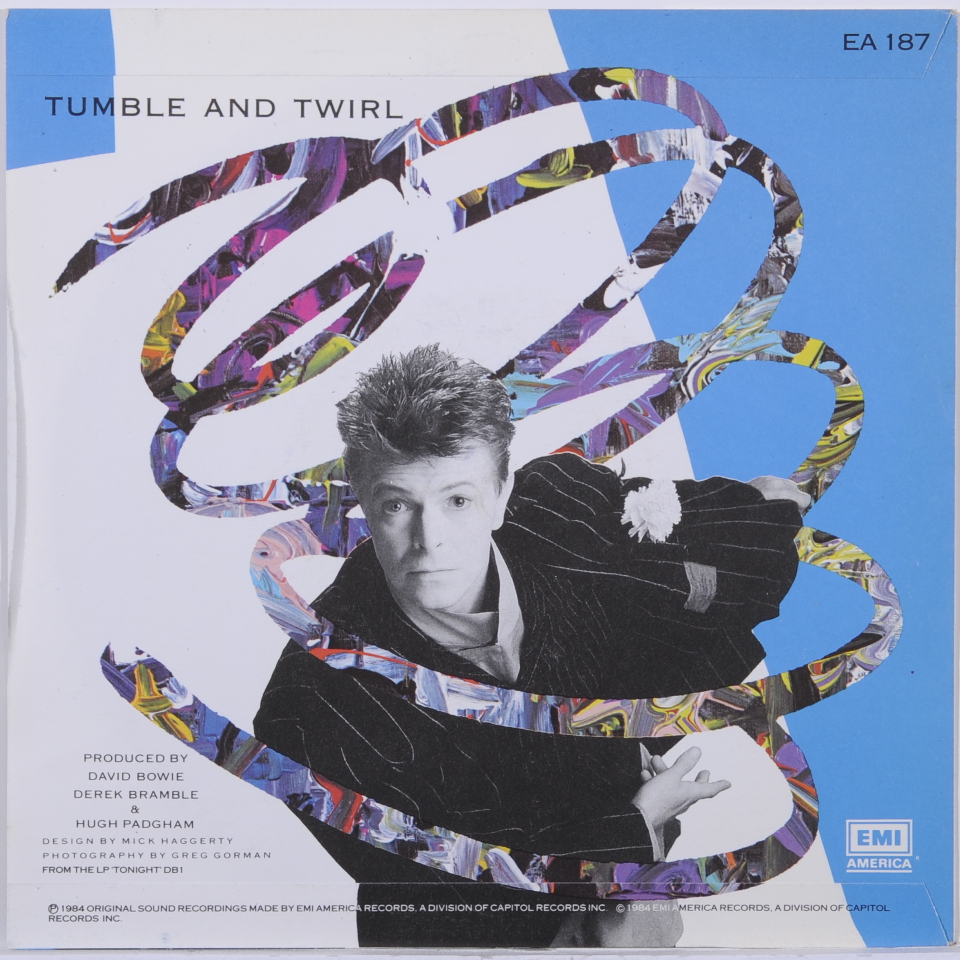 EA 187
TUMBLE AND TWIRL
PRODUCED BY
DAVID BOWIE
DEREK BRAMBLE
&
HUGH PADGHAM
DESIGN BY MICK HAGGERTY
PHOTOGRAPHY BY GREG GORMAN
FROM THE LP 'TONIGHT' DB1
EMI
AMERICA
℗ 1984 ORIGINAL SOUND RECORDINGS MADE BY EMI AMERICA RECORDS, A DIVISION OF CAPITOL RECORDS INC. © 1984 EMI AMERICA RECORDS, A DIVISION OF CAPITOL
RECORDS INC.